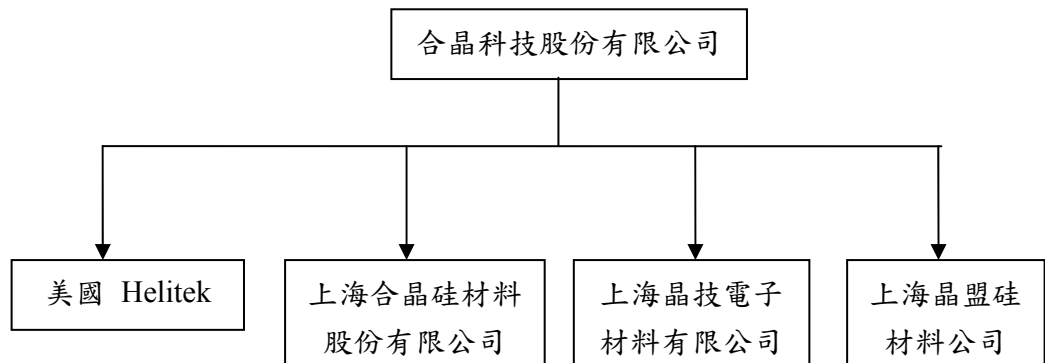 合晶科技股份有限公司
美國 Helitek
上海合晶硅材料
股份有限公司
上海晶技電子
材料有限公司
上海晶盟硅
材料公司